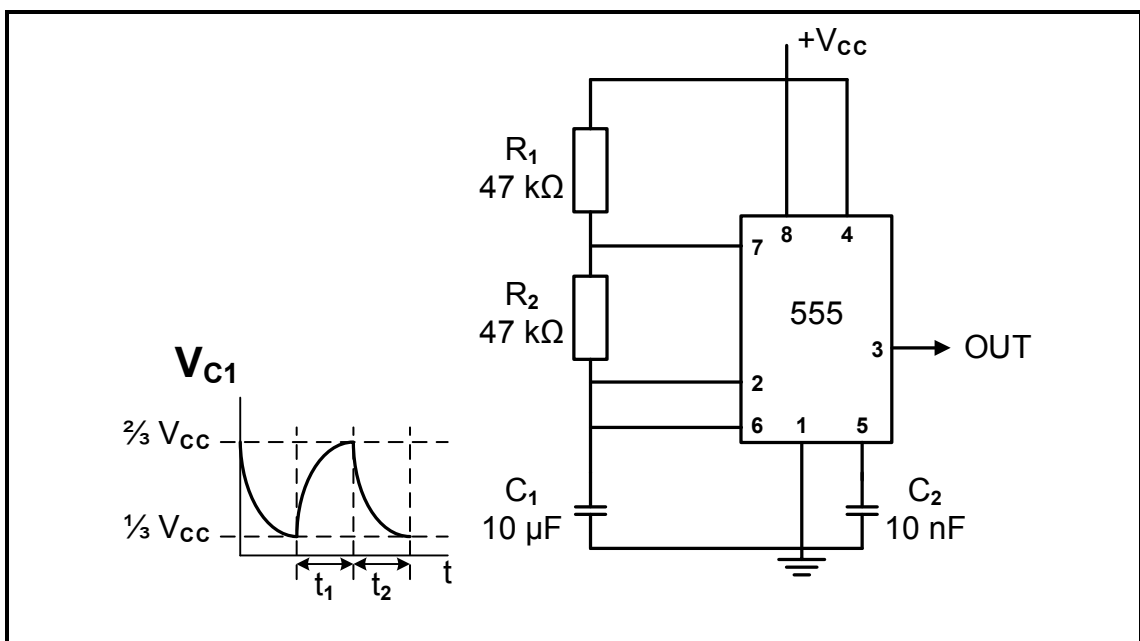 +VCC
R1
47 kΩ
8 4
7
R2
47 kΩ
555
3 OUT
VC1
2
⅔ VCC
6 1 5
C1
10 µF
C2
10 nF
⅓ VCC
t1 t2 t